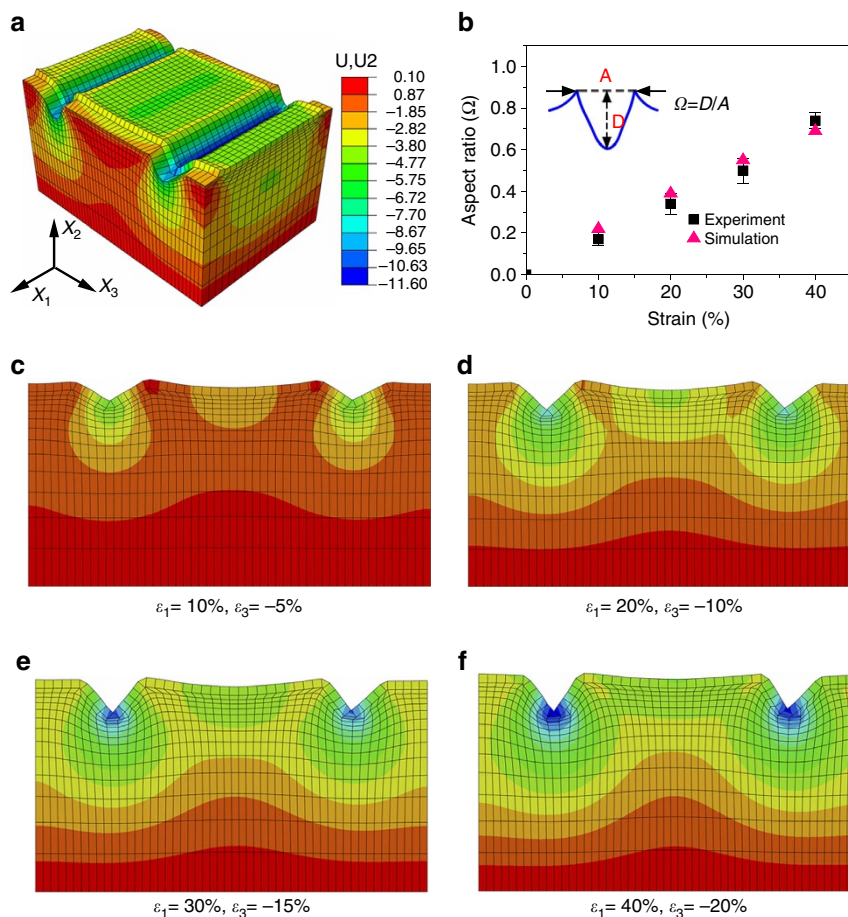 a
U,U2
0.10
0.87
−1.85
−2.82
−3.80
−4.77
−5.75
−6.72
−7.70
−8.67
−9.65
−10.63
−11.60
X2
X1
X3
b
Aspect ratio (Ω)
1.0
0.8
0.6
0.4
0.2
0.0
A
D
Ω=D/A
Experiment
Simulation
0 10 20 30 40
Strain (%)
c
ε1= 10%, ε3= −5%
d
ε1= 20%, ε3= −10%
e
ε1= 30%, ε3= −15%
f
ε1= 40%, ε3= −20%